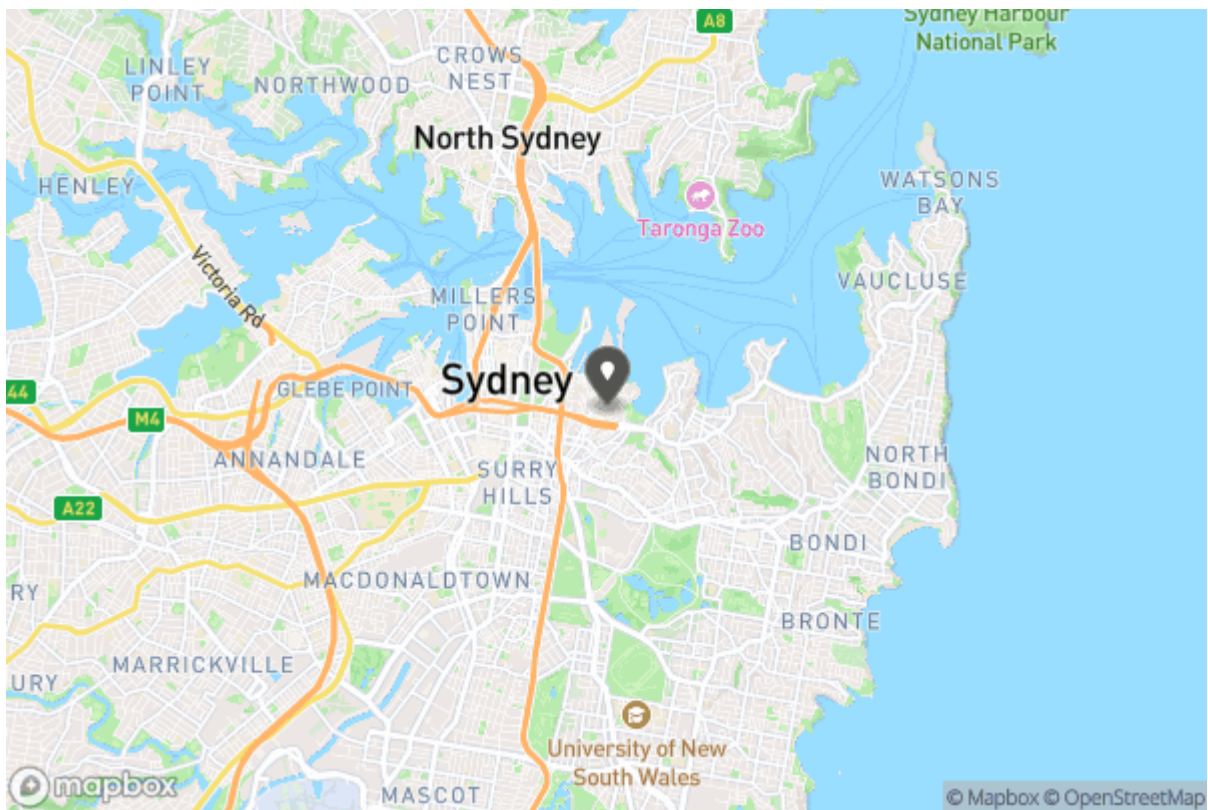 A8
Sydney Harbour
National Park
CROWS
NEST
LINLEY
POINT
NORTHWOOD
North Sydney
HENLEY
WATSONS
BAY
Taronga Zoo
Victoria Rd
VAUCLUSE
MILLERS
POINT
Sydney
GLEBE POINT
44
M4
ANNANDALE
SURRY
HILLS
NORTH
BONDI
A22
BONDI
MACDONALDTOWN
RY
BRONTE
MARRICKVILLE
URY
University of New
South Wales
mapbox
MASCOT
© Mapbox © OpenStreetMap